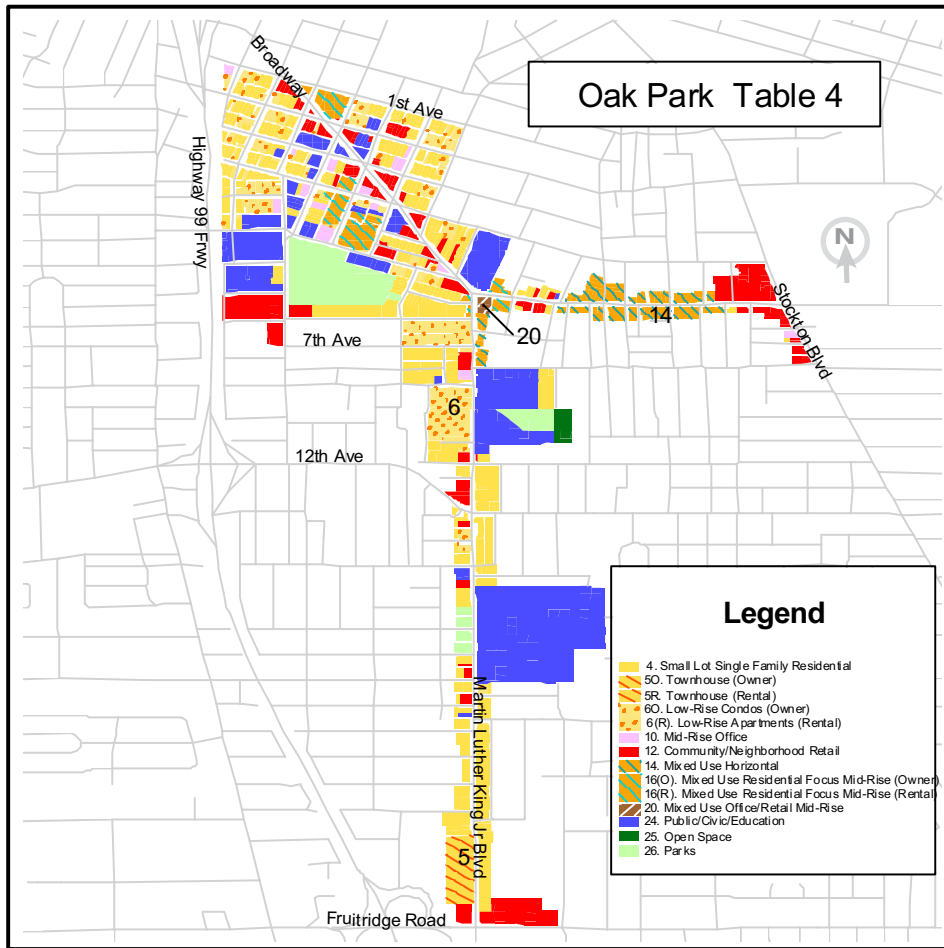 Oak Park Table 4
Broadway
1st Ave
Highway 99 Frwy
N
Stockton Blvd
14
20
7th Ave
6
12th Ave
Martin Luther King Jr Blvd
5
Fruitridge Road
Legend
4. Small Lot Single Family Residential
5O. Townhouse (Owner)
5R. Townhouse (Rental)
6O. Low-Rise Condos (Owner)
6(R). Low-Rise Apartments (Rental)
10. Mid-Rise Office
12. Community/Neighborhood Retail
14. Mixed Use Horizontal
16(O). Mixed Use Residential Focus Mid-Rise (Owner)
16(R). Mixed Use Residential Focus Mid-Rise (Rental)
20. Mixed Use Office/Retail Mid-Rise
24. Public/Civic/Education
25. Open Space
26. Parks